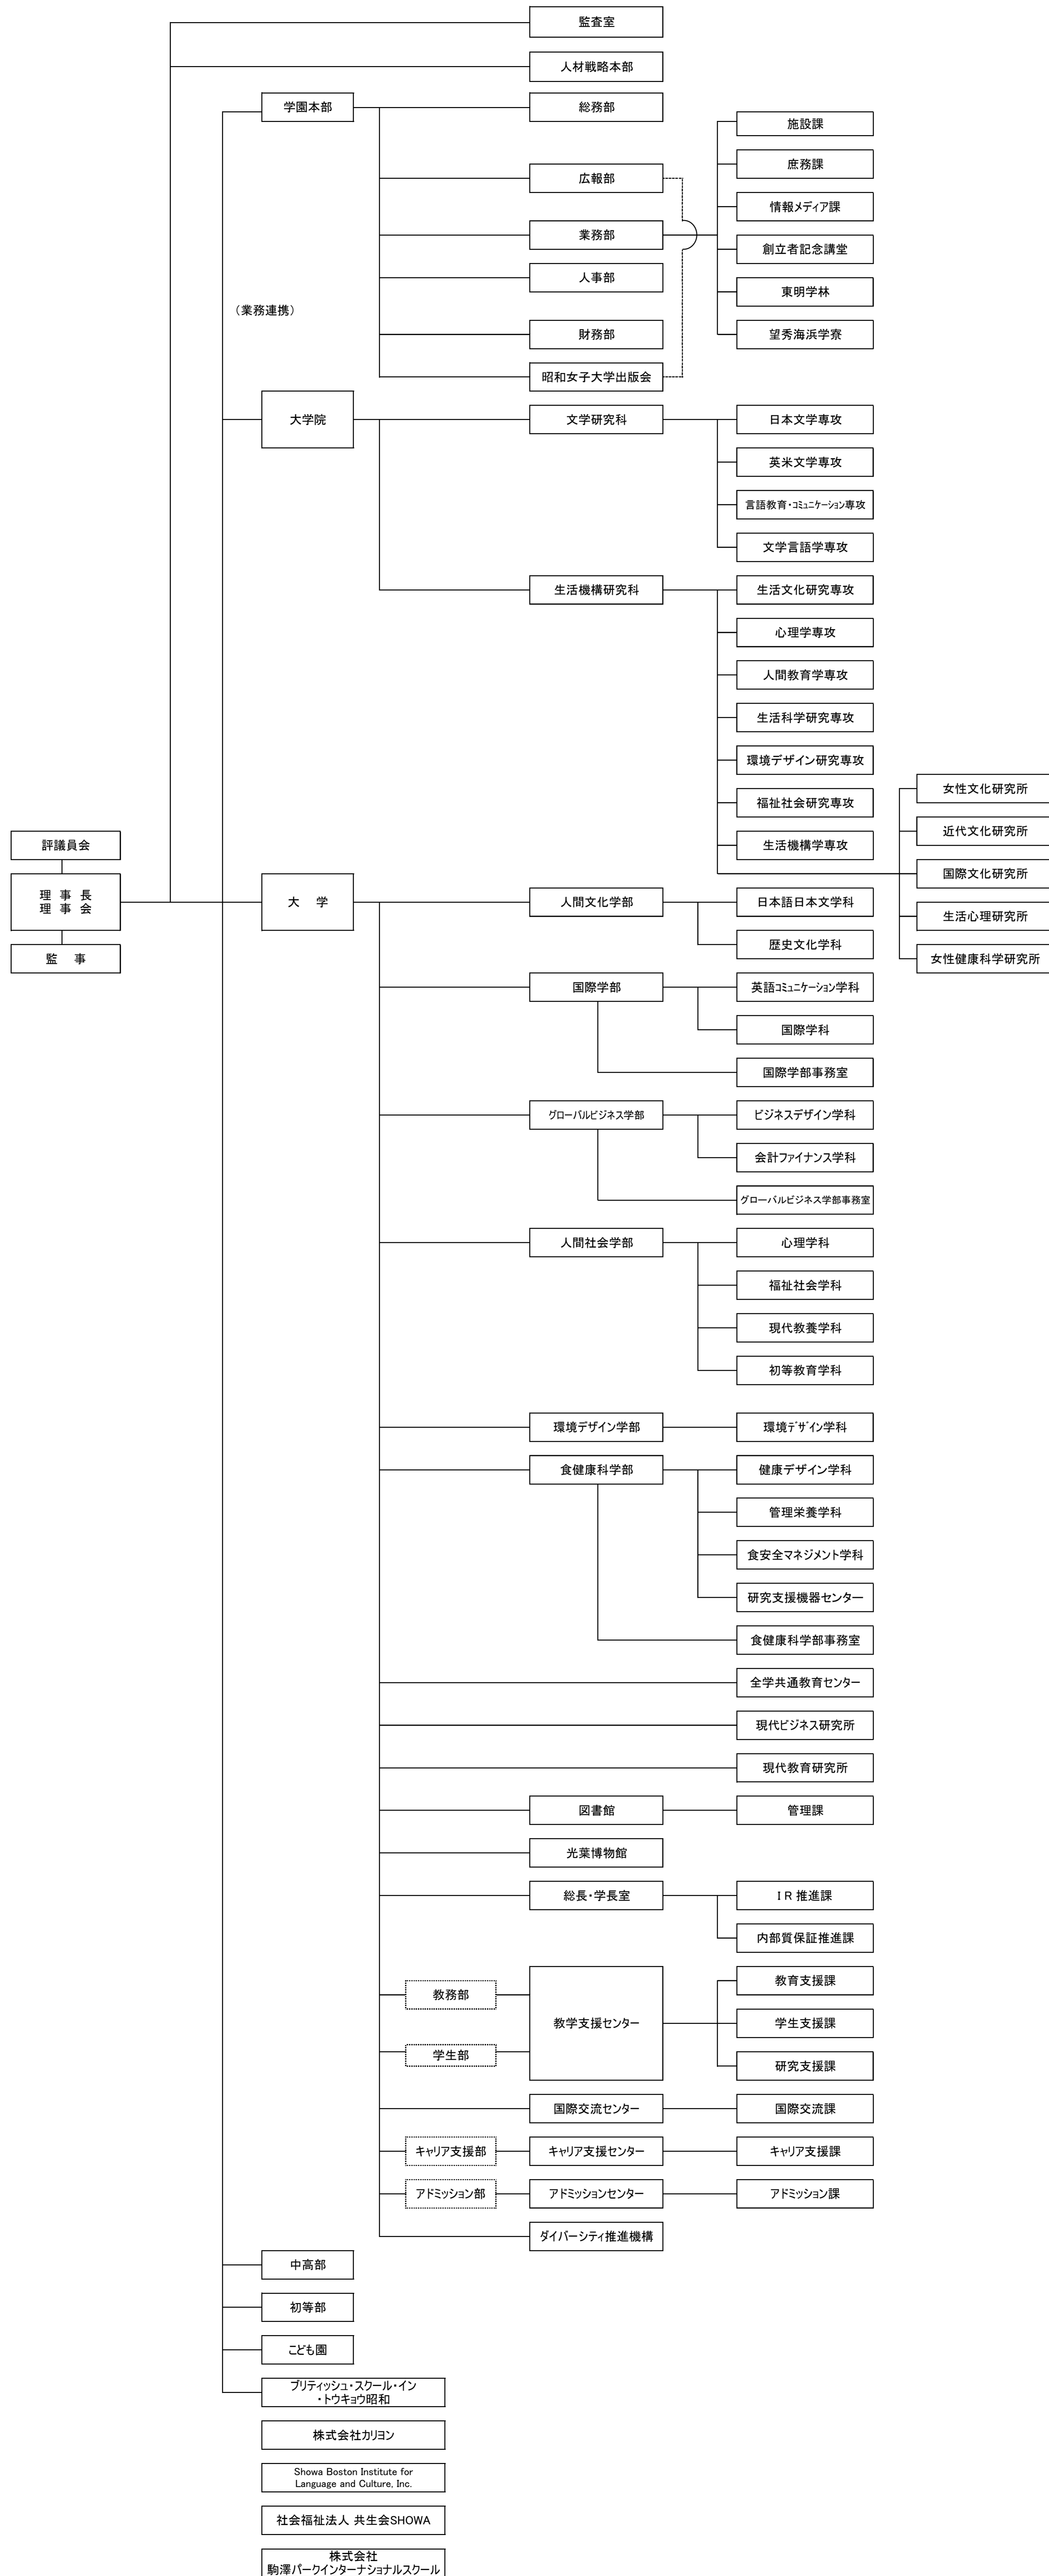 監査室
人材戦略本部
学園本部
総務部
施設課
広報部
庶務課
情報メディア課
業務部
創立者記念講堂
人事部
東明学林
（業務連携）
財務部
望秀海浜学寮
昭和女子大学出版会
大学院
文学研究科
日本文学専攻
英米文学専攻
言語教育・コミュニケーション専攻
文学言語学専攻
生活機構研究科
生活文化研究専攻
心理学専攻
人間教育学専攻
生活科学研究専攻
環境デザイン研究専攻
福祉社会研究専攻
生活機構学専攻
女性文化研究所
近代文化研究所
国際文化研究所
生活心理研究所
女性健康科学研究所
評議員会
理 事 長
理 事 会
監 事
大 学
人間文化学部
日本語日本文学科
歴史文化学科
国際学部
英語コミュニケーション学科
国際学科
国際学部事務室
グローバルビジネス学部
ビジネスデザイン学科
会計ファイナンス学科
グローバルビジネス学部事務室
人間社会学部
心理学科
福祉社会学科
現代教養学科
初等教育学科
環境デザイン学部
環境デザイン学科
食健康科学部
健康デザイン学科
管理栄養学科
食安全マネジメント学科
研究支援機器センター
食健康科学部事務室
全学共通教育センター
現代ビジネス研究所
現代教育研究所
図書館
管理課
光葉博物館
総長・学長室
IR 推進課
内部質保証推進課
教務部
学生部
教学支援センター
教育支援課
学生支援課
研究支援課
国際交流センター
国際交流課
キャリア支援部
キャリア支援センター
キャリア支援課
アドミッション部
アドミッションセンター
アドミッション課
ダイバーシティ推進機構
中高部
初等部
こども園
ブリティッシュ・スクール・イン
・トウキョウ昭和
株式会社カリヨン
Showa Boston Institute for
Language and Culture, Inc.
社会福祉法人 共生会SHOWA
株式会社
駒澤パークインターナショナルスクール